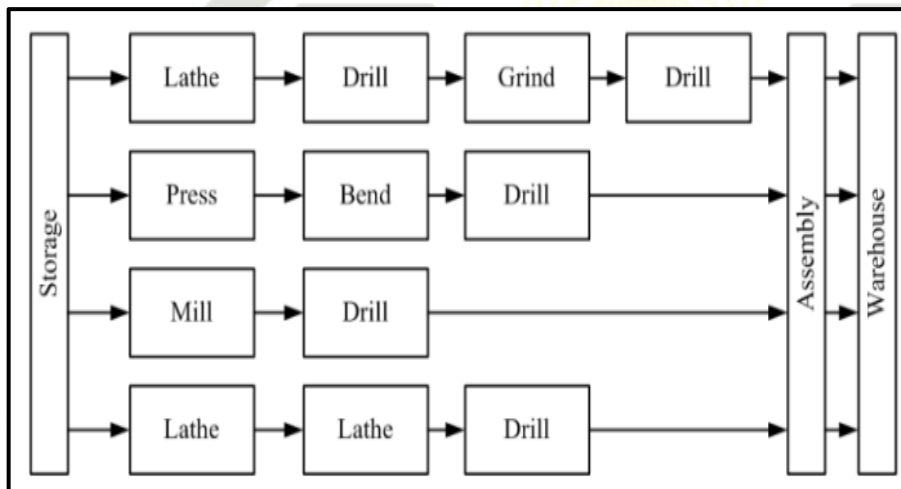 Storage
Lathe
Drill
Grind
Drill
Press
Bend
Drill
Mill
Drill
Lathe
Lathe
Drill
Assembly
Warehouse